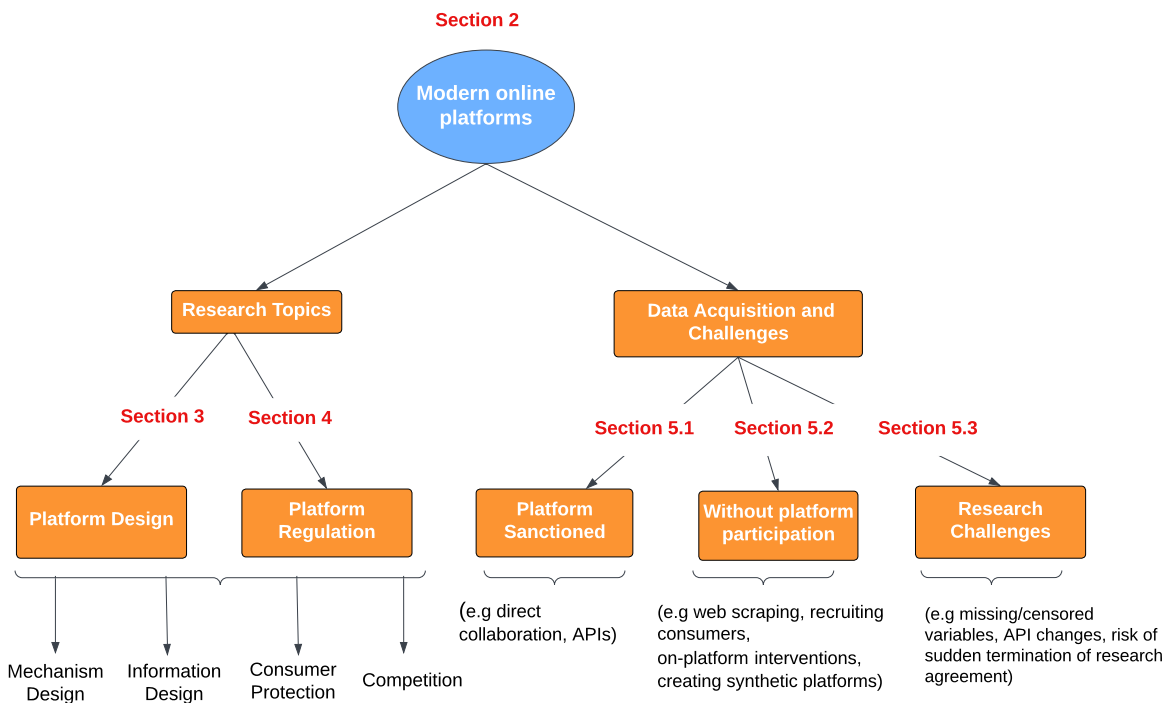 Section 2
Modern online
platforms
Research Topics
Data Acquisition and
Challenges
Section 3
Section 4
Section 5.1
Section 5.2
Section 5.3
Platform Design
Platform
Regulation
Platform
Sanctioned
Without platform
participation
Research
Challenges
Mechanism
Design
Information
Design
Consumer
Protection
Competition
(e.g direct
collaboration, APIs)
(e.g web scraping, recruiting
consumers,
on-platform interventions,
creating synthetic platforms)
(e.g missing/censored
variables, API changes, risk of
sudden termination of research
agreement)